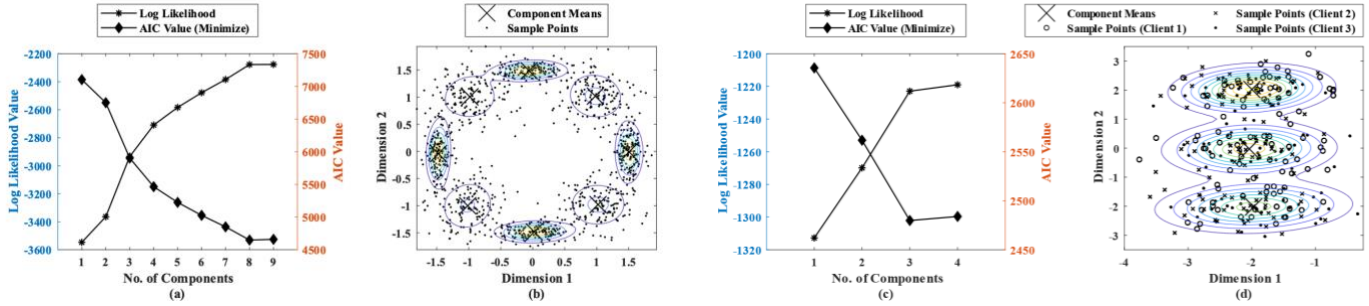 Log Likelihood
AIC Value (Minimize)
-2200
-2400
-2600
-2800
-3000
-3200
-3400
-3600
Log Likelihood Value
7500
7000
6500
6000
5500
5000
4500
AIC Value
1 2 3 4 5 6 7 8 9
No. of Components
(a)
Component Means
Sample Points
1.5
1
0.5
0
-0.5
-1
-1.5
Dimension 2
-1.5 -1 -0.5 0 0.5 1 1.5
Dimension 1
(b)
Log Likelihood
AIC Value (Minimize)
-1200
-1220
-1240
-1260
-1280
-1300
-1320
Log Likelihood Value
2650
2600
2550
2500
2450
AIC Value
1 2 3 4
No. of Components
(c)
Component Means × Sample Points (Client 2)
Sample Points (Client 1) Sample Points (Client 3)
3
2
1
0
-1
-2
-3
Dimension 2
-4 -3 -2 -1
Dimension 1
(d)